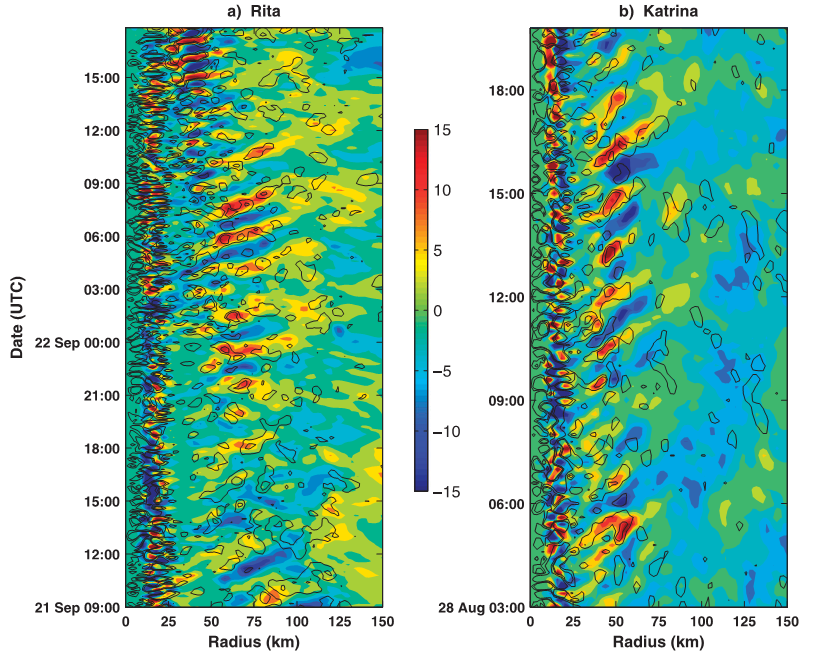 a) Rita
b) Katrina
Date (UTC)
15:00
12:00
09:00
06:00
03:00
22 Sep 00:00
21:00
18:00
15:00
12:00
21 Sep 09:00
0 25 50 75 100 125 150
Radius (km)
15
10
5
0
−5
−10
−15
18:00
15:00
12:00
09:00
06:00
28 Aug 03:00
0 25 50 75 100 125 150
Radius (km)